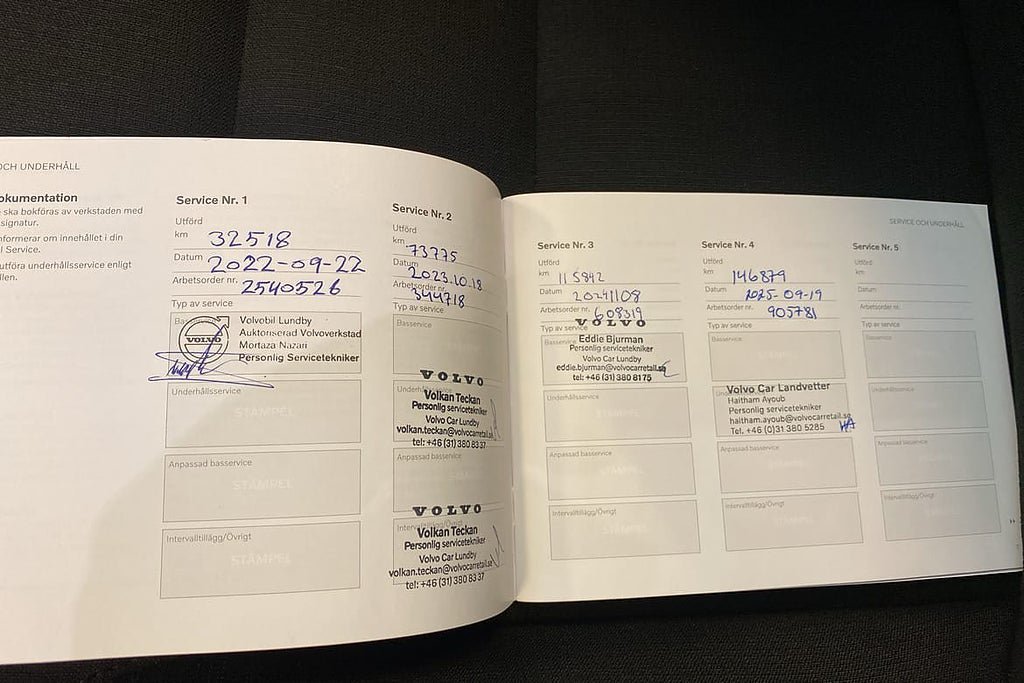 OCH UNDERHÅLL
okumentation
ska bokföras av verkstaden med
signatur.
nformerar om innehållet i din
l Service.
utföra underhållsservice enligt
llen.
Service Nr. 1
Utförd
km 32518
Datum 2022-09-22
Arbetsorder nr. 2540526
Typ av service
VOLVO
Volvobil Lundby
Auktoriserad Volvoverkstad
Mortaza Nazari
Personlig Servicetekniker
Underhållsservice
STÄMPEL
Anpassad basservice
STÄMPEL
Intervalltillägg/Övrigt
STÄMPEL
Service Nr. 2
Utförd
km 73775
Datum 2023.10.18
Arbetsorder nr. 344718
Typ av service
Basservice
VOLVO
Volkan Teckan
Personlig servicetekniker
Volvo Car Lundby
volkan.teckan@volvocarretail.se
tel: +46 (31) 380 83 37
Anpassad basservice
VOLVO
Volkan Teckan
Personlig servicetekniker
Volvo Car Lundby
volkan.teckan@volvocarretail.se
tel: +46 (31) 380 83 37
SERVICE OCH UNDERHÅLL
Service Nr. 3
Utförd
km 115842
Datum 20241108
Arbetsorder nr. 608319
Typ av service
VOLVO
Basservice
Eddie Bjurman
Personlig servicetekniker
Volvo Car Lundby
eddie.bjurman@volvocarretail.se
tel: +46 (31) 380 8175
Underhållsservice
STÄMPEL
Anpassad basservice
Intervalltillägg/Övrigt
Service Nr. 4
Utförd
km 146879
Datum 2025-09-19
Arbetsorder nr. 905781
Typ av service
Basservice
Volvo Car Landvetter
Haitham Ayoub
Personlig servicetekniker
haitham.ayoub@volvocarretail.se
Tel. +46 (0)31 380 5285 HA
Anpassad basservice
Intervalltillägg/Övrigt
Service Nr. 5
Utförd
km
Datum
Arbetsorder nr.
Typ av service
Basservice
Underhållsservice
Anpassad basservice
Intervalltillägg/Övrigt